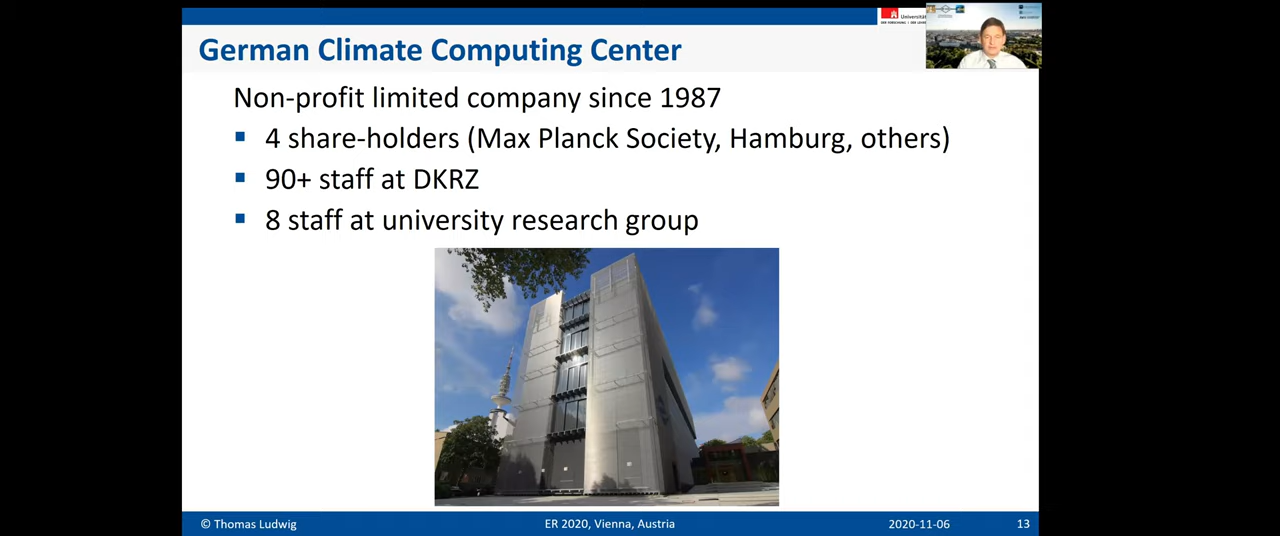 Universität
German Climate Computing Center
Non-profit limited company since 1987
▪ 4 share-holders (Max Planck Society, Hamburg, others)
▪ 90+ staff at DKRZ
▪ 8 staff at university research group
© Thomas Ludwig
ER 2020, Vienna, Austria
2020-11-06
13